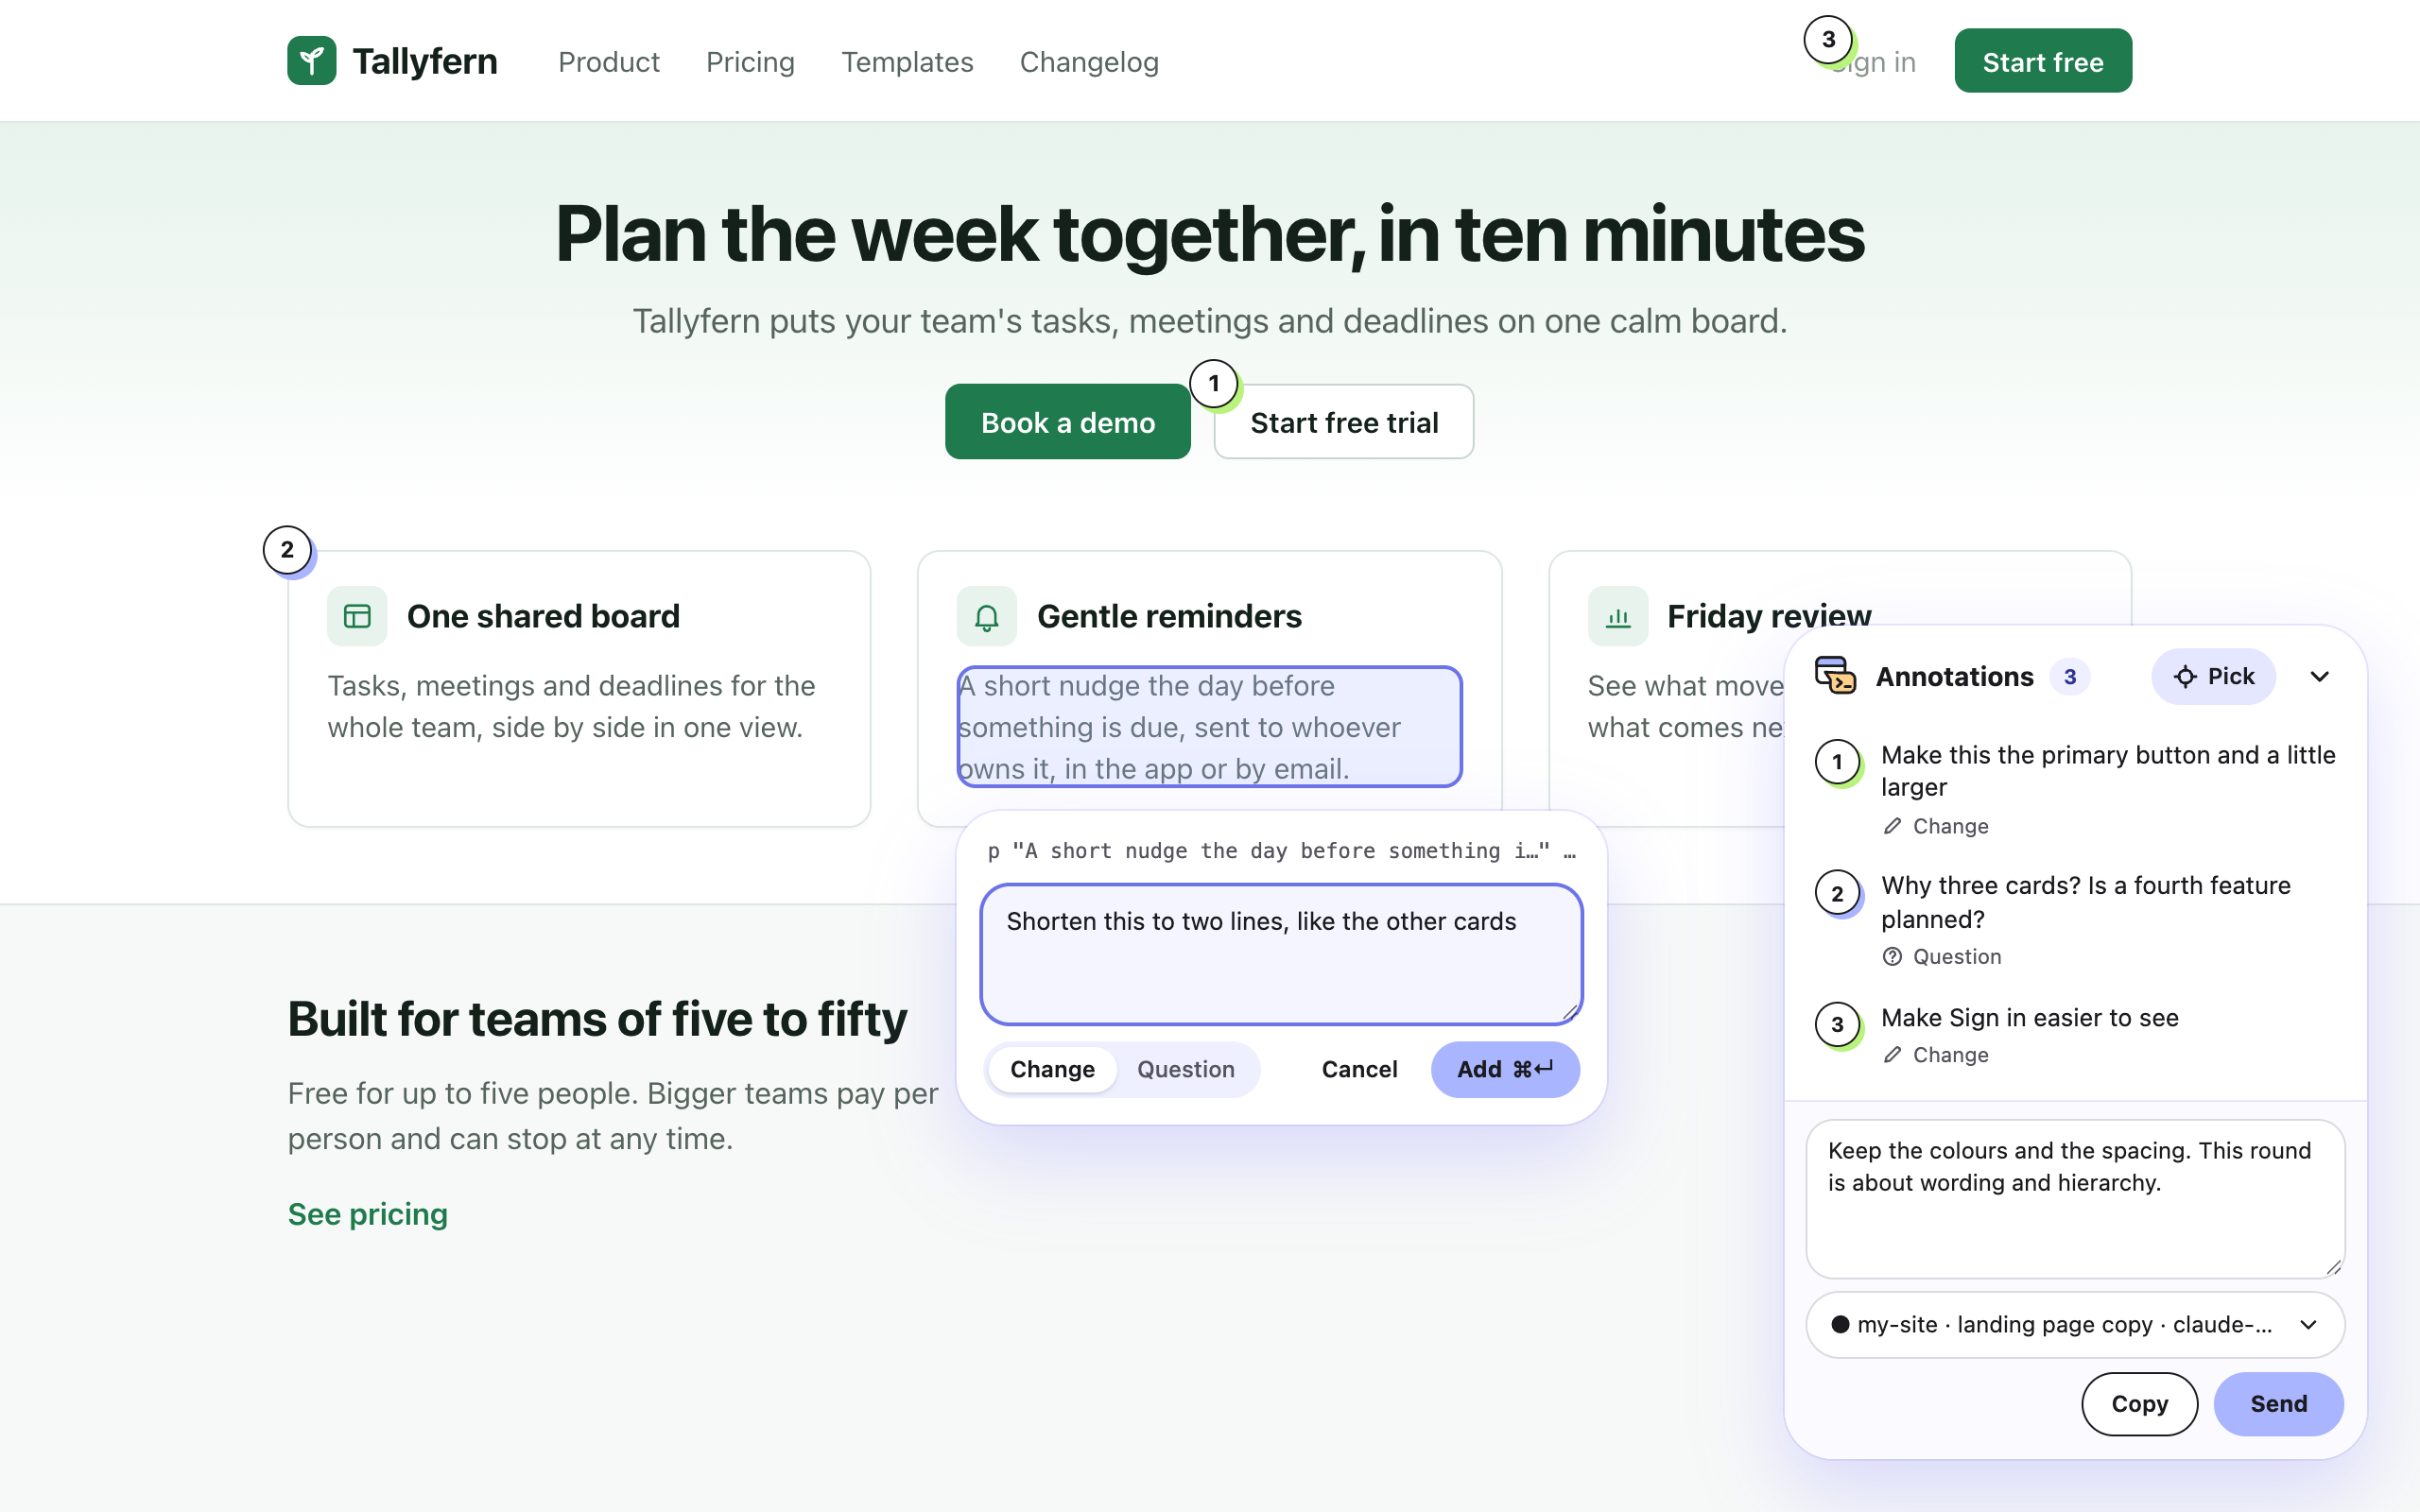 Tallyfern
Product
Pricing
Templates
Changelog
3
ign in
Start free
Plan the week together, in ten minutes
Tallyfern puts your team's tasks, meetings and deadlines on one calm board.
Book a demo
1
Start free trial
2
One shared board
Tasks, meetings and deadlines for the
whole team, side by side in one view.
Gentle reminders
A short nudge the day before
something is due, sent to whoever
owns it, in the app or by email.
Friday review
See what move
what comes ne
p "A short nudge the day before something i…" …
Shorten this to two lines, like the other cards
Change
Question
Cancel
Add ⌘↵
Built for teams of five to fifty
Free for up to five people. Bigger teams pay per
person and can stop at any time.
See pricing
Annotations 3
Pick
1
Make this the primary button and a little
larger
Change
2
Why three cards? Is a fourth feature
planned?
Question
3
Make Sign in easier to see
Change
Keep the colours and the spacing. This round
is about wording and hierarchy.
my-site · landing page copy · claude-...
Copy
Send